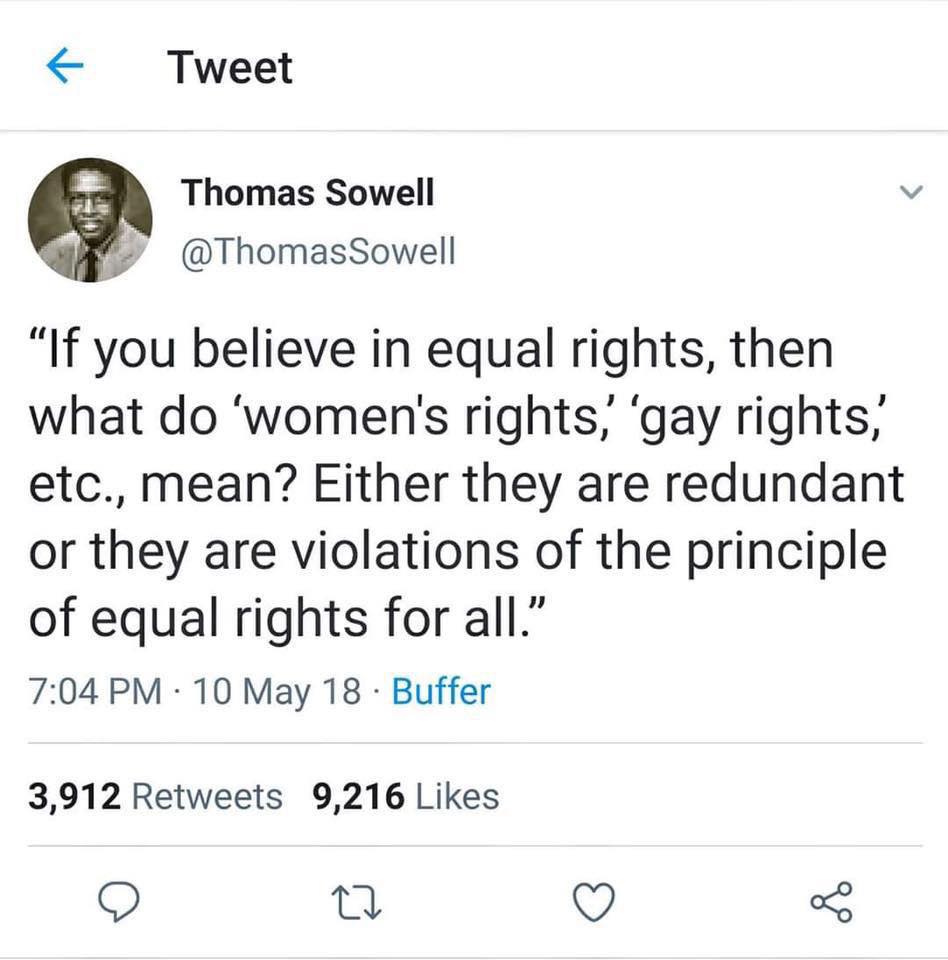 Tweet
Thomas Sowell
@ThomasSowell
“If you believe in equal rights, then
what do ‘women's rights,’ ‘gay rights,’
etc., mean? Either they are redundant
or they are violations of the principle
of equal rights for all.”
7:04 PM · 10 May 18 · Buffer
3,912 Retweets 9,216 Likes